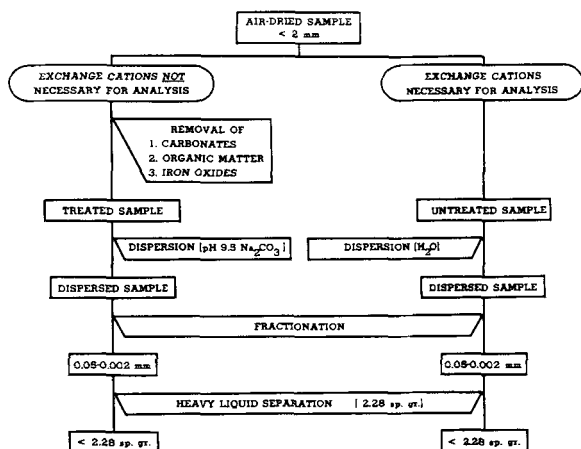 AIR-DRIED SAMPLE
< 2 mm
EXCHANGE CATIONS NOT
NECESSARY FOR ANALYSIS
EXCHANGE CATIONS
NECESSARY FOR ANALYSIS
REMOVAL OF
1. CARBONATES
2. ORGANIC MATTER
3. IRON OXIDES
TREATED SAMPLE
UNTREATED SAMPLE
DISPERSION [pH 9.5 Na2CO3]
DISPERSION [H2O]
DISPERSED SAMPLE
DISPERSED SAMPLE
FRACTIONATION
0.05-0.002 mm
0.05-0.002 mm
HEAVY LIQUID SEPARATION [ 2.28 sp. gr.]
< 2.28 sp. gr.
< 2.28 sp. gr.